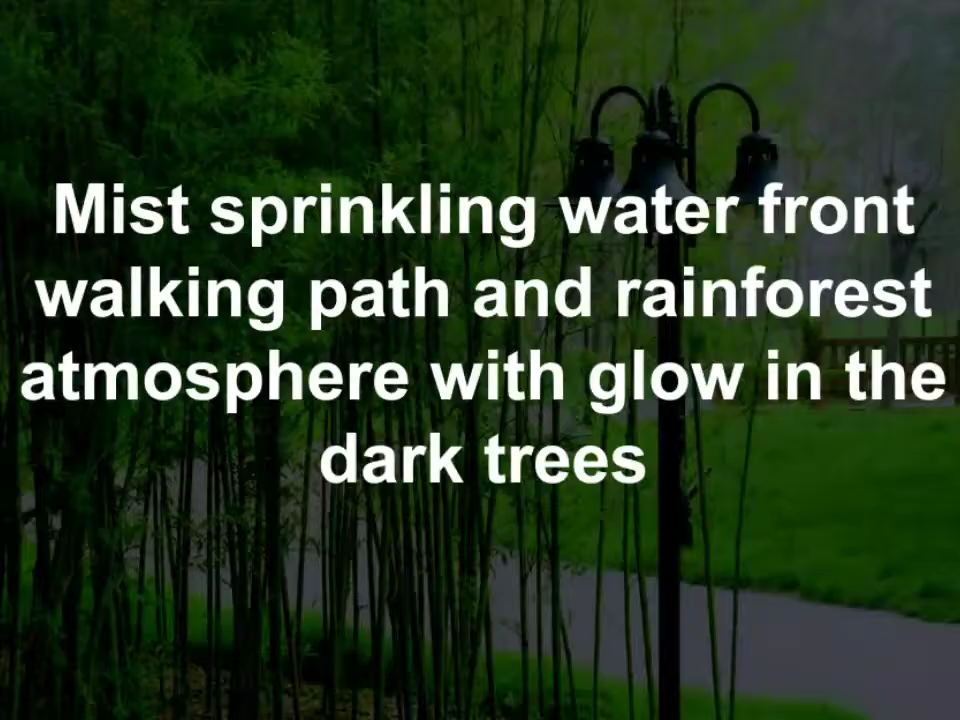 Mist sprinkling water front
walking path and rainforest
atmosphere with glow in the
dark trees